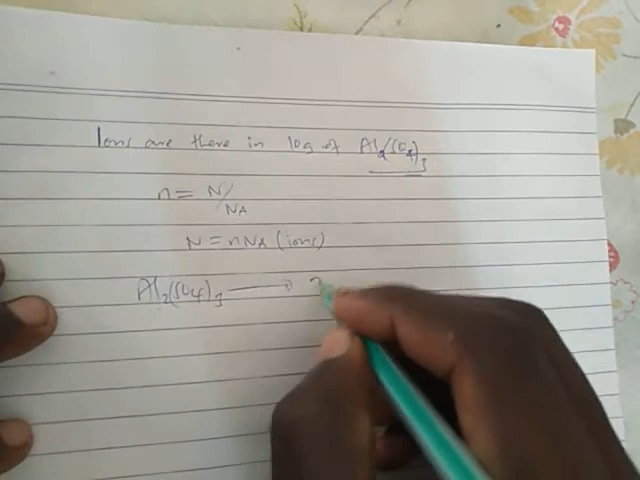 Ions are there in 10g of Al₂(SO₄)₃
n = N/NA
N = nNA (ions)
Al₂(SO₄)₃ → 2